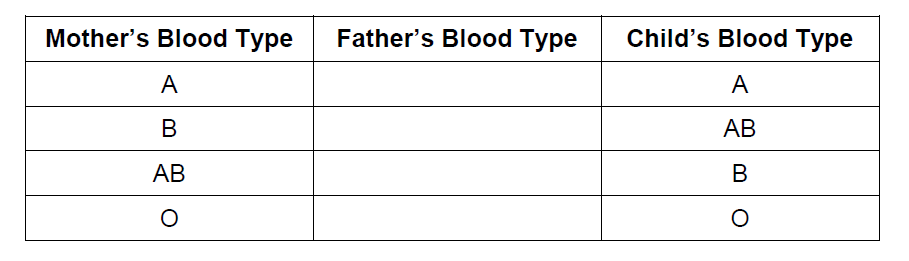 Mother’s Blood Type Father’s Blood Type Child’s Blood Type
A A
B AB
AB B
O O